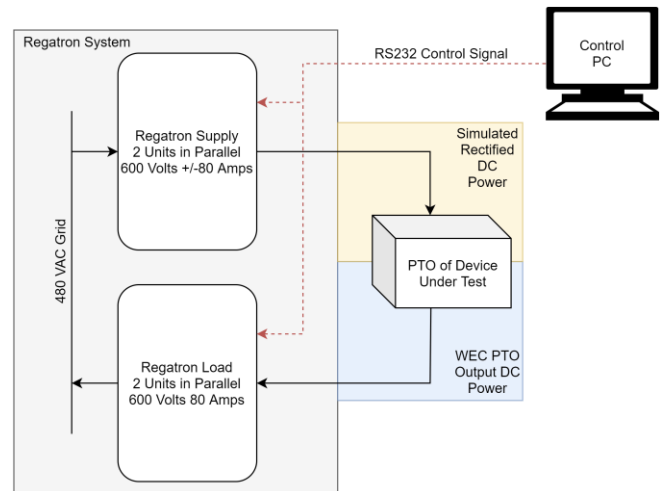 Regatron System
RS232 Control Signal
Control
PC
Regatron Supply
2 Units in Parallel
600 Volts +/-80 Amps
Simulated
Rectified
DC
Power
480 VAC Grid
PTO of Device
Under Test
Regatron Load
2 Units in Parallel
600 Volts 80 Amps
WEC PTO
Output DC
Power